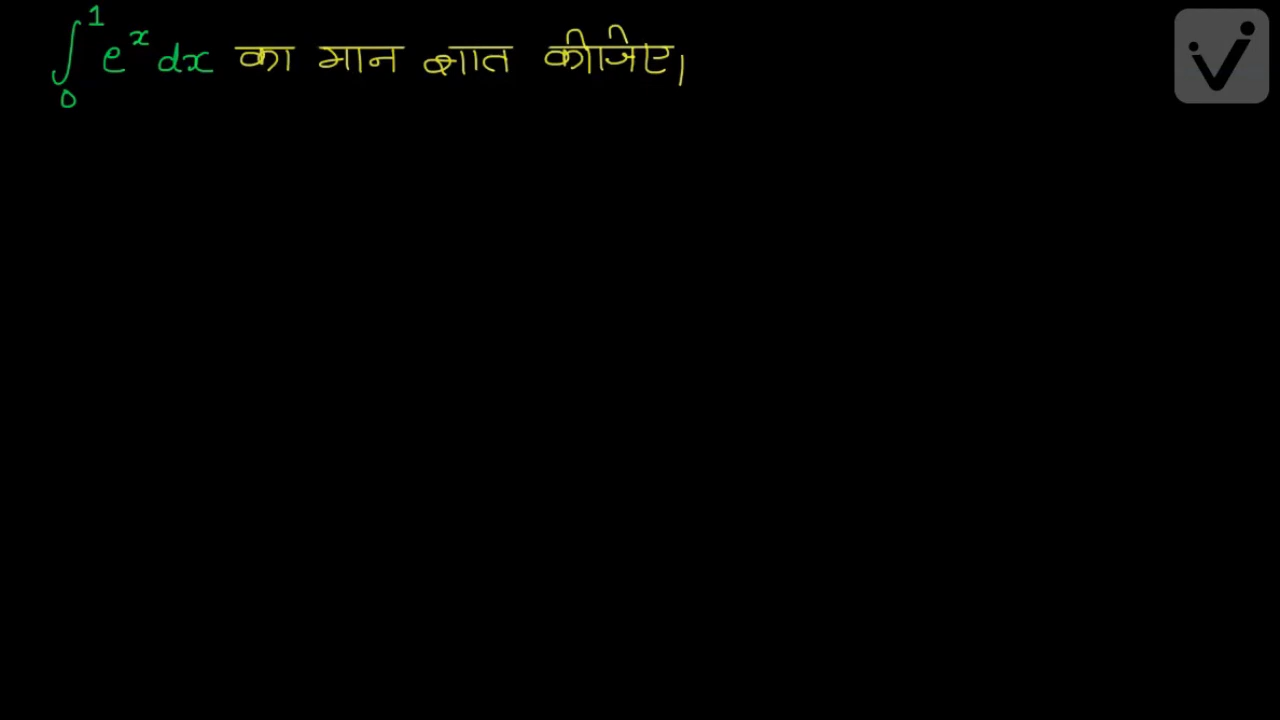 ∫₀¹ eˣ dx का मान ज्ञात कीजिए।